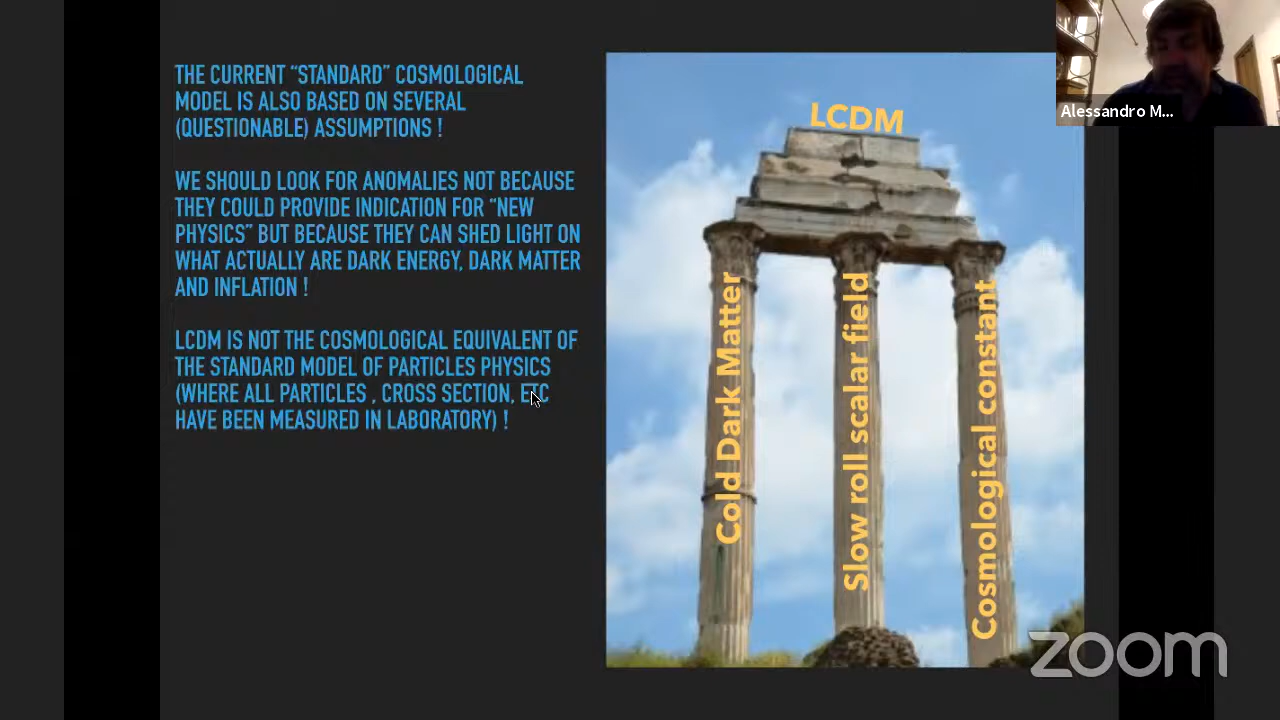 THE CURRENT “STANDARD” COSMOLOGICAL
MODEL IS ALSO BASED ON SEVERAL
(QUESTIONABLE) ASSUMPTIONS !
WE SHOULD LOOK FOR ANOMALIES NOT BECAUSE
THEY COULD PROVIDE INDICATION FOR “NEW
PHYSICS” BUT BECAUSE THEY CAN SHED LIGHT ON
WHAT ACTUALLY ARE DARK ENERGY, DARK MATTER
AND INFLATION !
LCDM IS NOT THE COSMOLOGICAL EQUIVALENT OF
THE STANDARD MODEL OF PARTICLES PHYSICS
(WHERE ALL PARTICLES , CROSS SECTION, ETC
HAVE BEEN MEASURED IN LABORATORY) !
LCDM
Cold Dark Matter
Slow roll scalar field
Cosmological constant
Alessandro M...
zoom